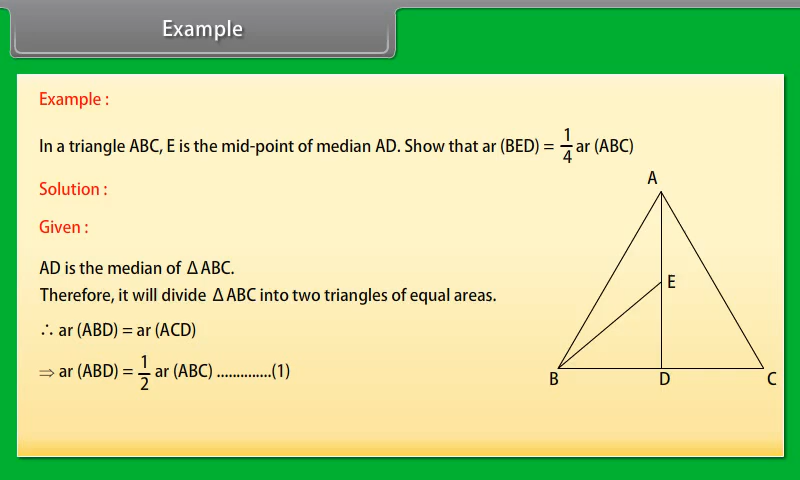 Example
Example :
In a triangle ABC, E is the mid-point of median AD. Show that ar (BED) = 1/4 ar (ABC)
Solution :
Given :
AD is the median of Δ ABC.
Therefore, it will divide Δ ABC into two triangles of equal areas.
∴ ar (ABD) = ar (ACD)
⇒ ar (ABD) = 1/2 ar (ABC) .............(1)
A
E
B D C